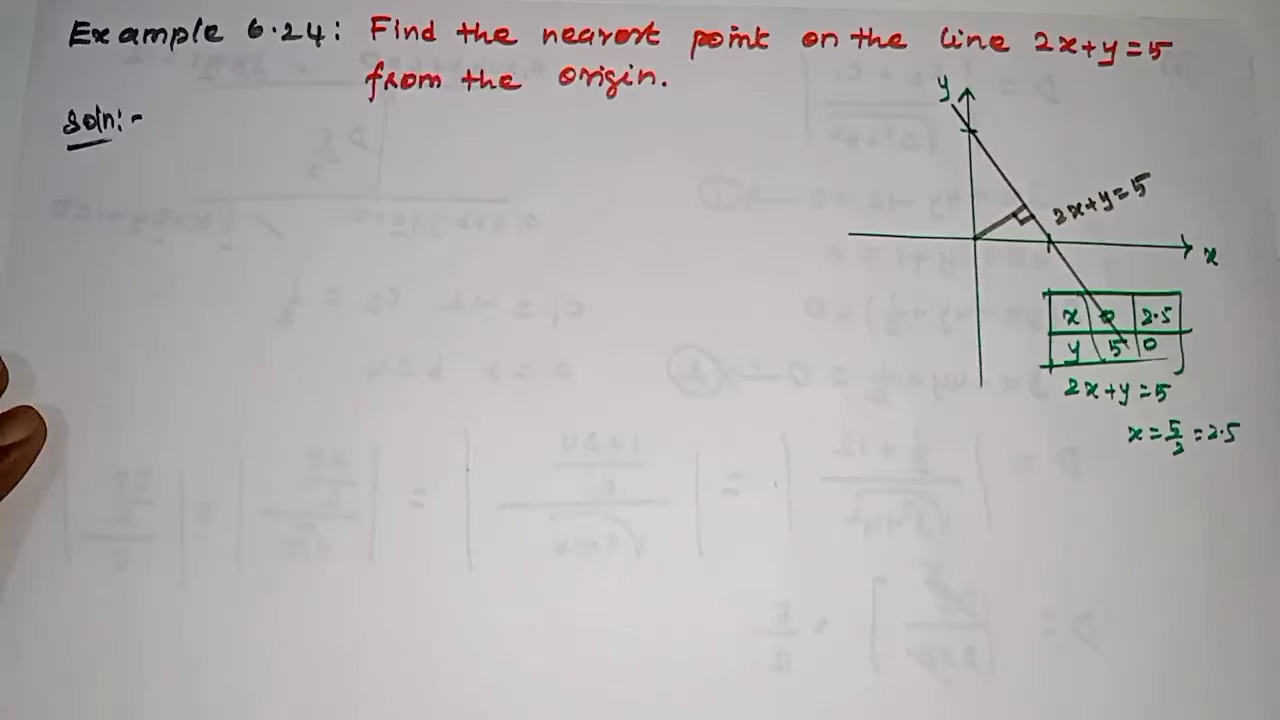 Example 6.24: Find the nearest point on the line 2x+y=5
from the origin.
Soln:-
y
2x+y=5
x
x 0 2.5
y 5 0
2x+y=5
x=5/2=2.5